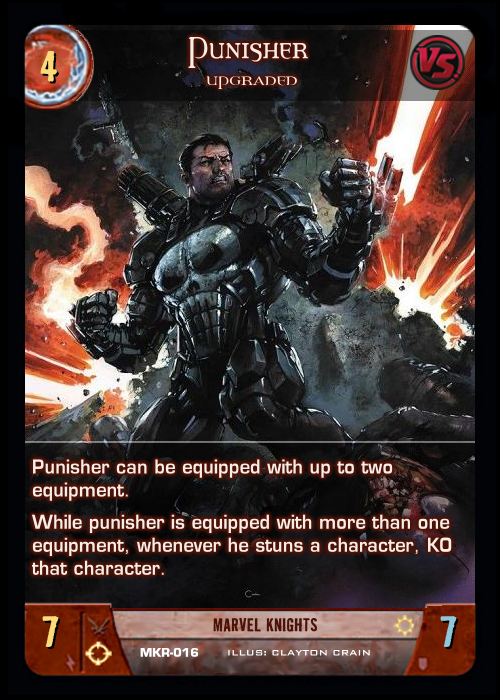 4
PUNISHER
UPGRADED
VS
Punisher can be equipped with up to two
equipment.
While punisher is equipped with more than one
equipment, whenever he stuns a character, KO
that character.
7
MARVEL KNIGHTS
7
MKR-016 ILLUS: CLAYTON CRAIN